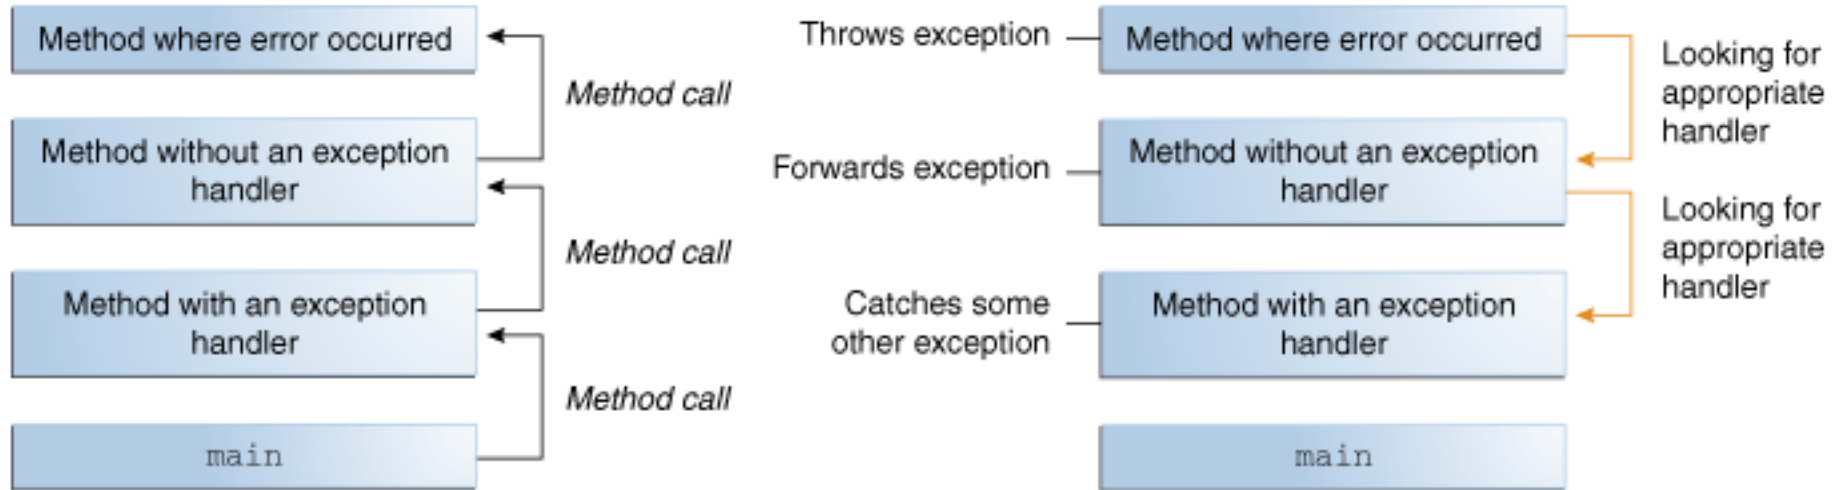 Method where error occurred
Method call
Method without an exception
handler
Method call
Method with an exception
handler
Method call
main
Throws exception
Method where error occurred
Looking for
appropriate
handler
Forwards exception
Method without an exception
handler
Looking for
appropriate
handler
Catches some
other exception
Method with an exception
handler
main